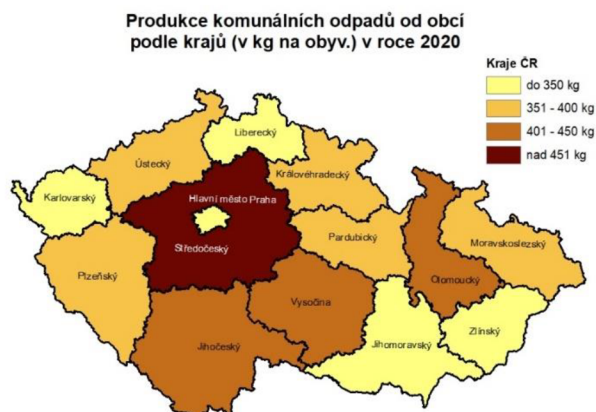 Produkce komunálních odpadů od obcí
podle krajů (v kg na obyv.) v roce 2020
Kraje ČR
do 350 kg
351 - 400 kg
401 - 450 kg
nad 451 kg
Liberecký
Ústecký
Královéhradecký
Karlovarský
Hlavní město Praha
Středočeský
Pardubický
Moravskoslezský
Plzeňský
Olomoucký
Vysočina
Zlínský
Jihočeský
Jihomoravský